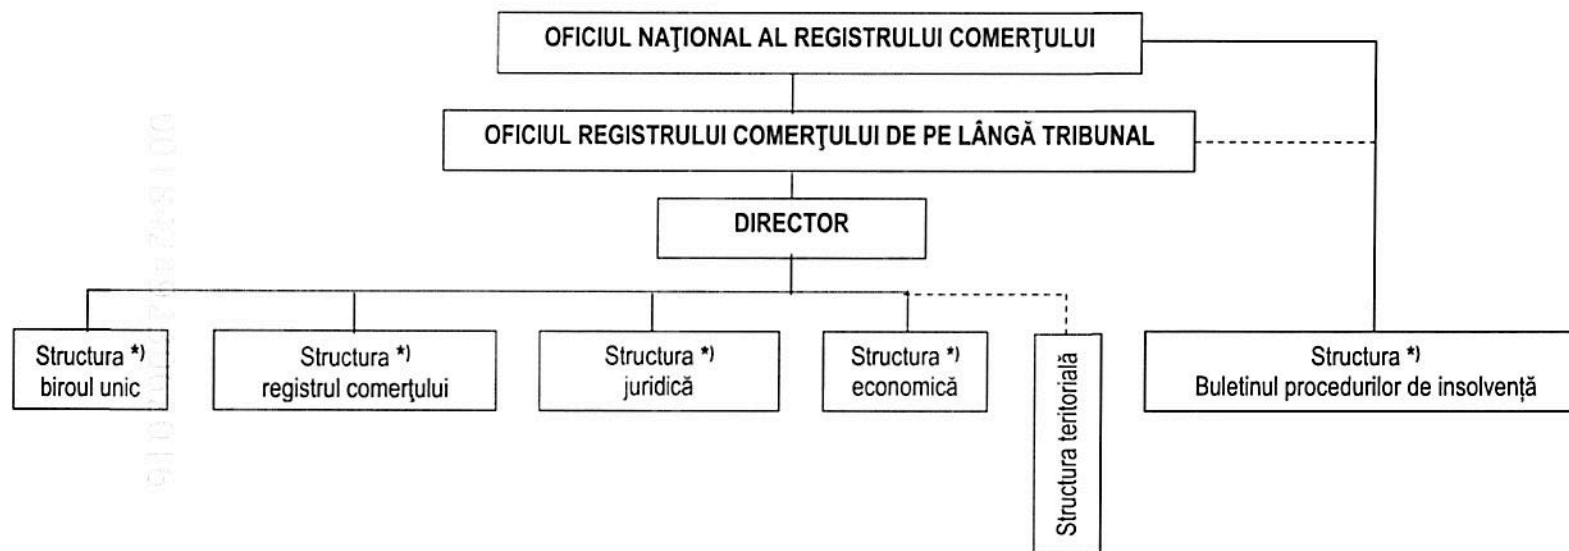 OFICIUL NAŢIONAL AL REGISTRULUI COMERŢULUI
OFICIUL REGISTRULUI COMERŢULUI DE PE LÂNGĂ TRIBUNAL
DIRECTOR
Structura *)
biroul unic
Structura *)
registrul comerţului
Structura *)
juridică
Structura *)
economică
Structura teritorială
Structura *)
Buletinul procedurilor de insolvență